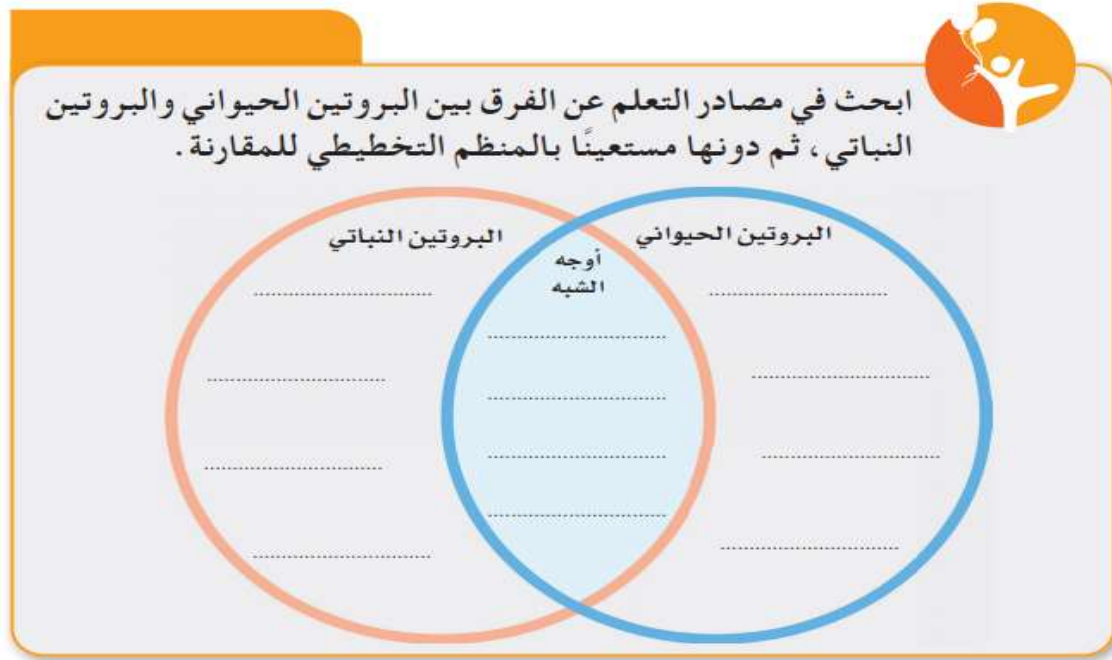 ابحث في مصادر التعلم عن الفرق بين البروتين الحيواني والبروتين
النباتي، ثم دونها مستعينًا بالمنظم التخطيطي للمقارنة.
البروتين الحيواني
البروتين النباتي
أوجه
الشبه